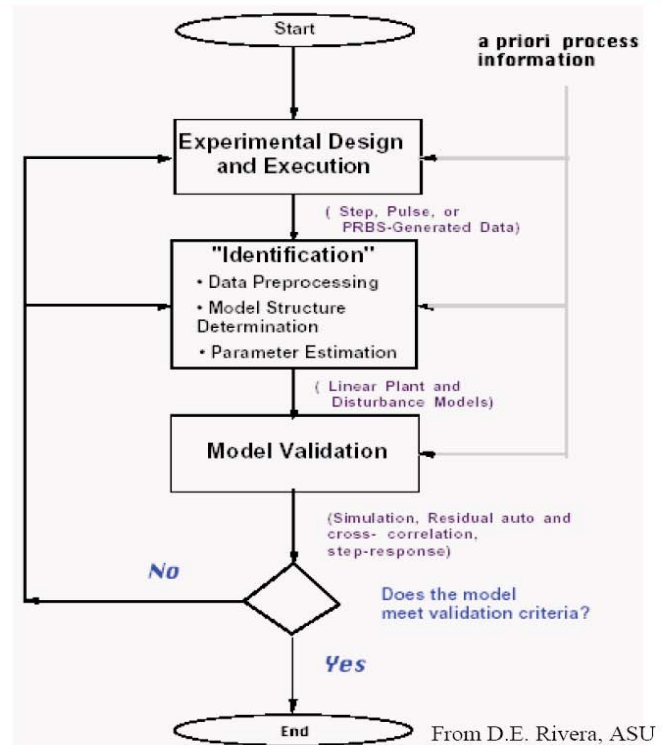 Start
a priori process
information
Experimental Design
and Execution
( Step, Pulse, or
PRBS-Generated Data)
"Identification"
• Data Preprocessing
• Model Structure
Determination
• Parameter Estimation
( Linear Plant and
Disturbance Models)
Model Validation
(Simulation, Residual auto and
cross- correlation,
step-response)
No
Does the model
meet validation criteria?
Yes
End
From D.E. Rivera, ASU